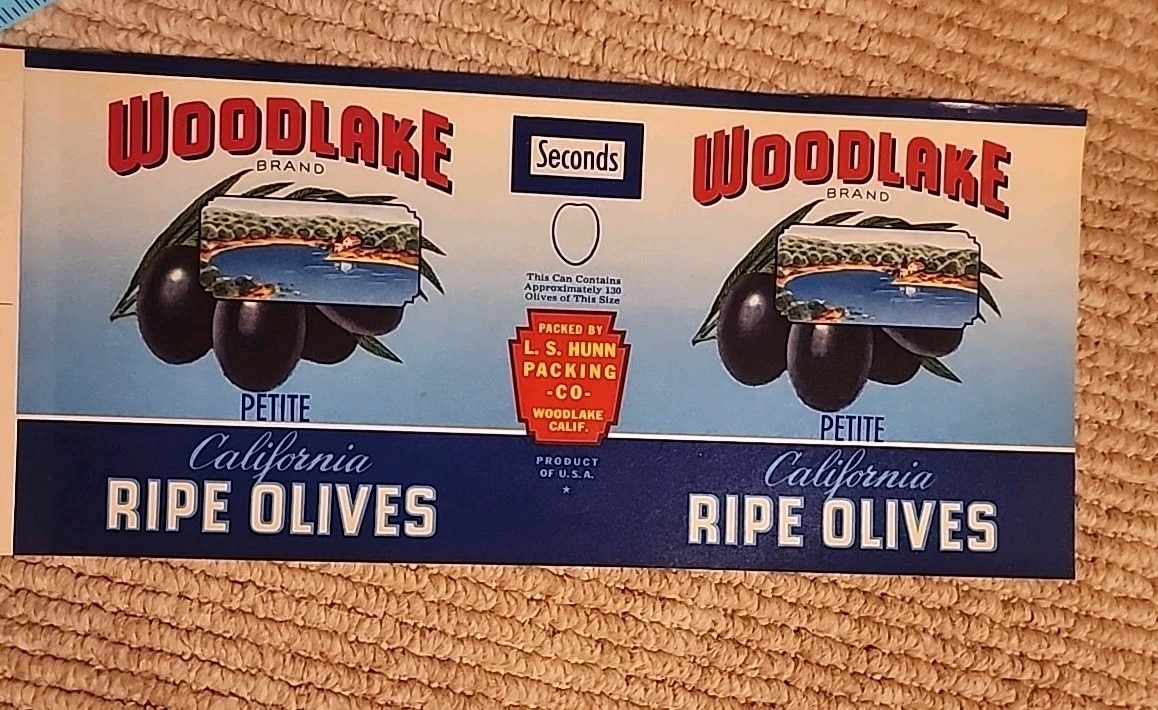 WOODLAKE
BRAND
PETITE
California
RIPE OLIVES
Seconds
This Can Contains
Approximately 130
Olives of This Size
PACKED BY
L. S. HUNN
PACKING
-CO-
WOODLAKE
CALIF.
PRODUCT
OF U.S.A.
WOODLAKE
BRAND
PETITE
California
RIPE OLIVES